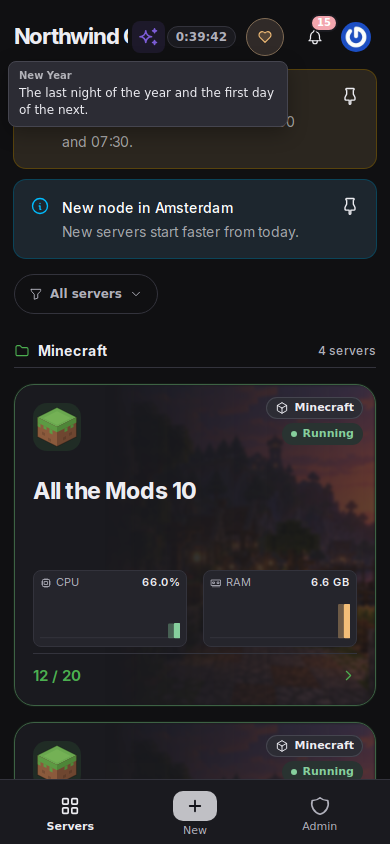 Northwind
0:39:42
15
New Year
The last night of the year and the first day
of the next.
and 07:30.
New node in Amsterdam
New servers start faster from today.
All servers
Minecraft
4 servers
Minecraft
Running
All the Mods 10
CPU
66.0%
RAM
6.6 GB
12 / 20
Minecraft
Running
Servers
New
Admin